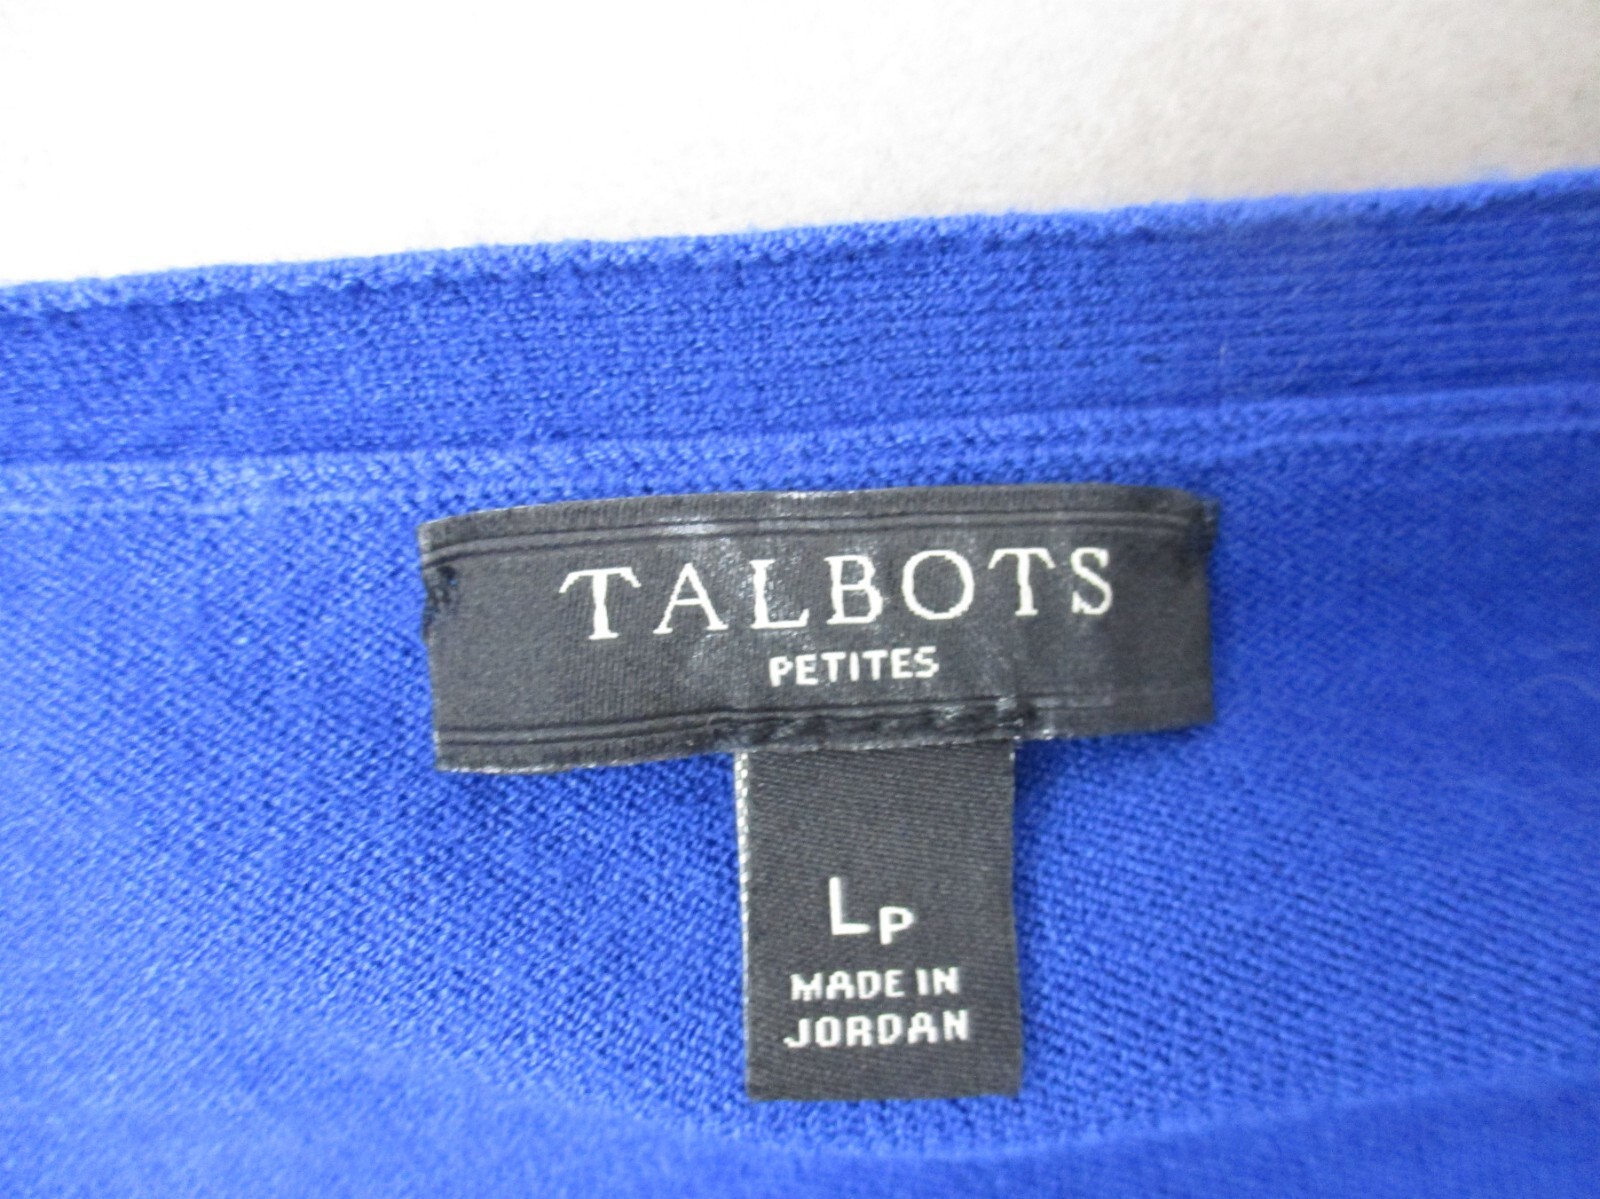 TALBOTS
PETITES
LP
MADE IN
JORDAN